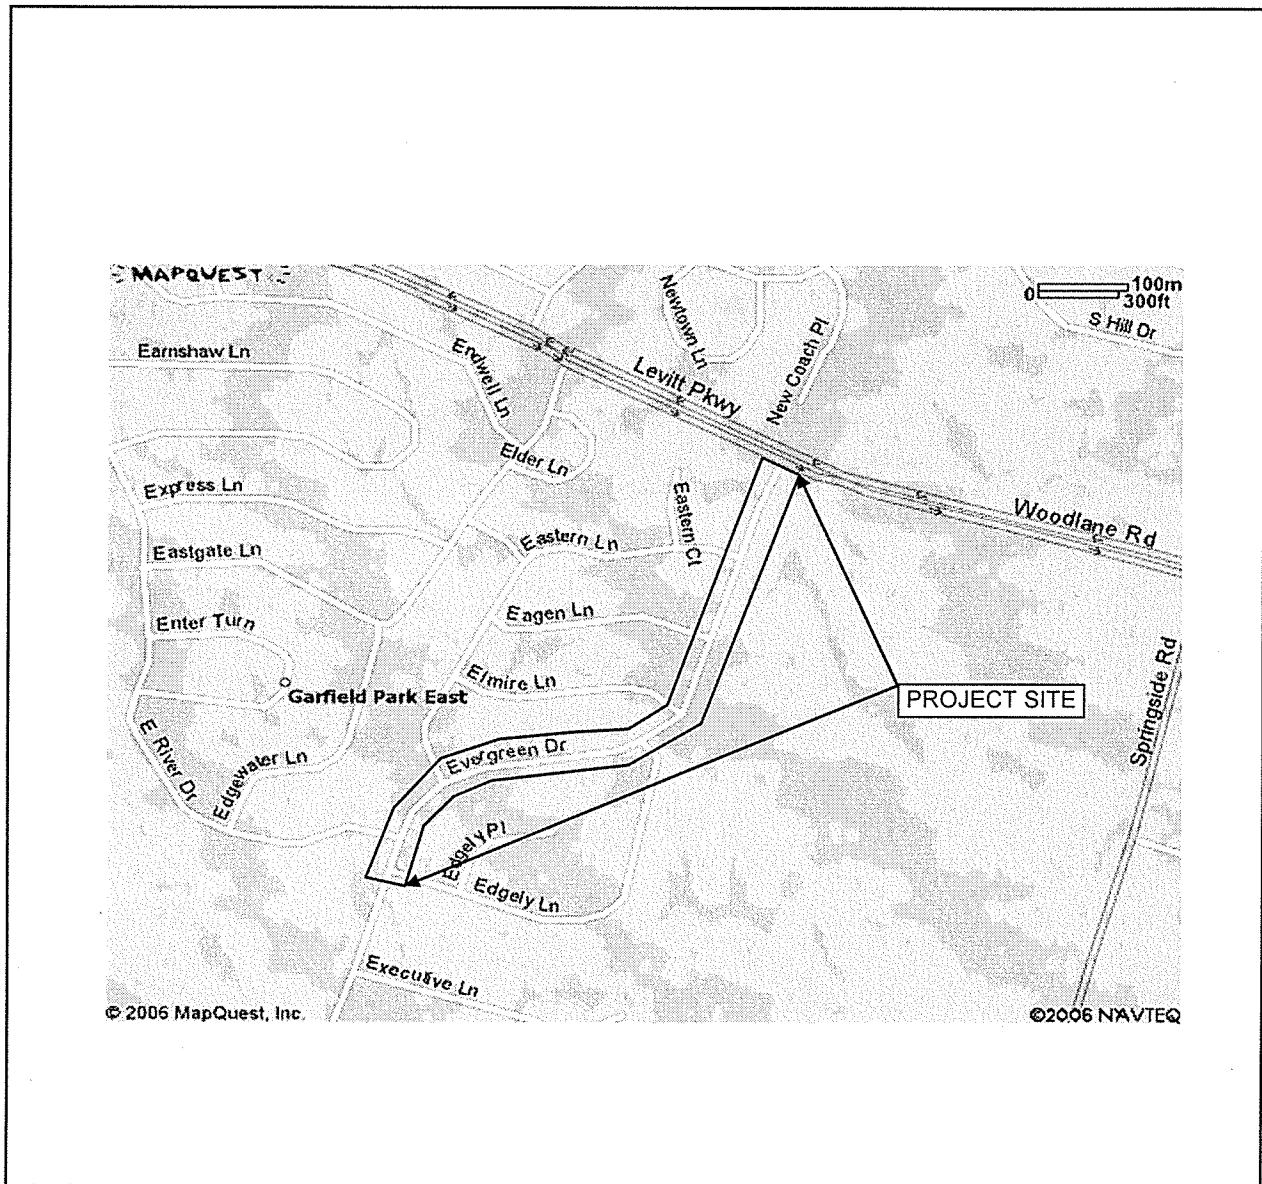 MAPQUEST
100m
0
300ft
S Hill Dr
Newtown Ln
New Coach Pl
Levitt Pkwy
Earnshaw Ln
Endwell Ln
Elder Ln
Express Ln
Eastern Ct
Woodlane Rd
Eastgate Ln
Eastern Ln
Enter Turn
Eagen Ln
Elmire Ln
Garfield Park East
PROJECT SITE
Springside Rd
E River Dr
Edgewater Ln
Evergreen Dr
Edgely Pl
Edgely Ln
Executive Ln
© 2006 MapQuest, Inc.
©2006 NAVTEQ